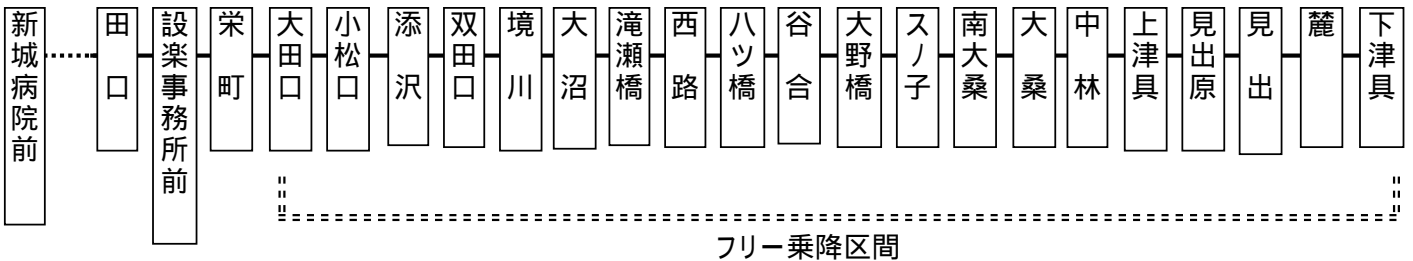 新城病院前
田口
設楽事務所前
栄町
大田口
小松口
添沢
双田口
境川
大沼
滝瀬橋
西路
八ツ橋
谷合
大野橋
スノ子
南大桑
大桑
中林
上津具
見出原
見出
麓
下津具
フリー乗降区間